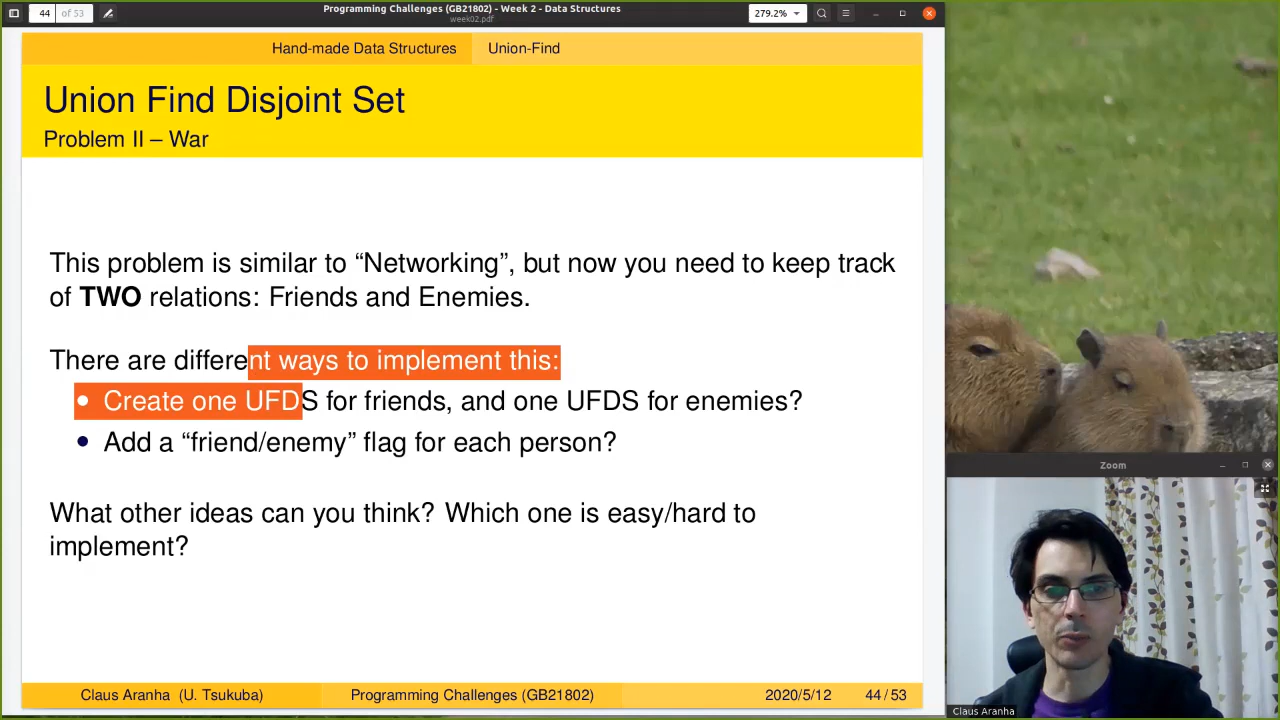 44 of 53
Programming Challenges (GB21802) - Week 2 - Data Structures
week02.pdf
279.2%
Hand-made Data Structures Union-Find
Union Find Disjoint Set
Problem II – War
This problem is similar to “Networking”, but now you need to keep track
of TWO relations: Friends and Enemies.
There are different ways to implement this:
• Create one UFDS for friends, and one UFDS for enemies?
• Add a “friend/enemy” flag for each person?
What other ideas can you think? Which one is easy/hard to
implement?
Claus Aranha (U. Tsukuba) Programming Challenges (GB21802) 2020/5/12 44 / 53
Zoom
Claus Aranha